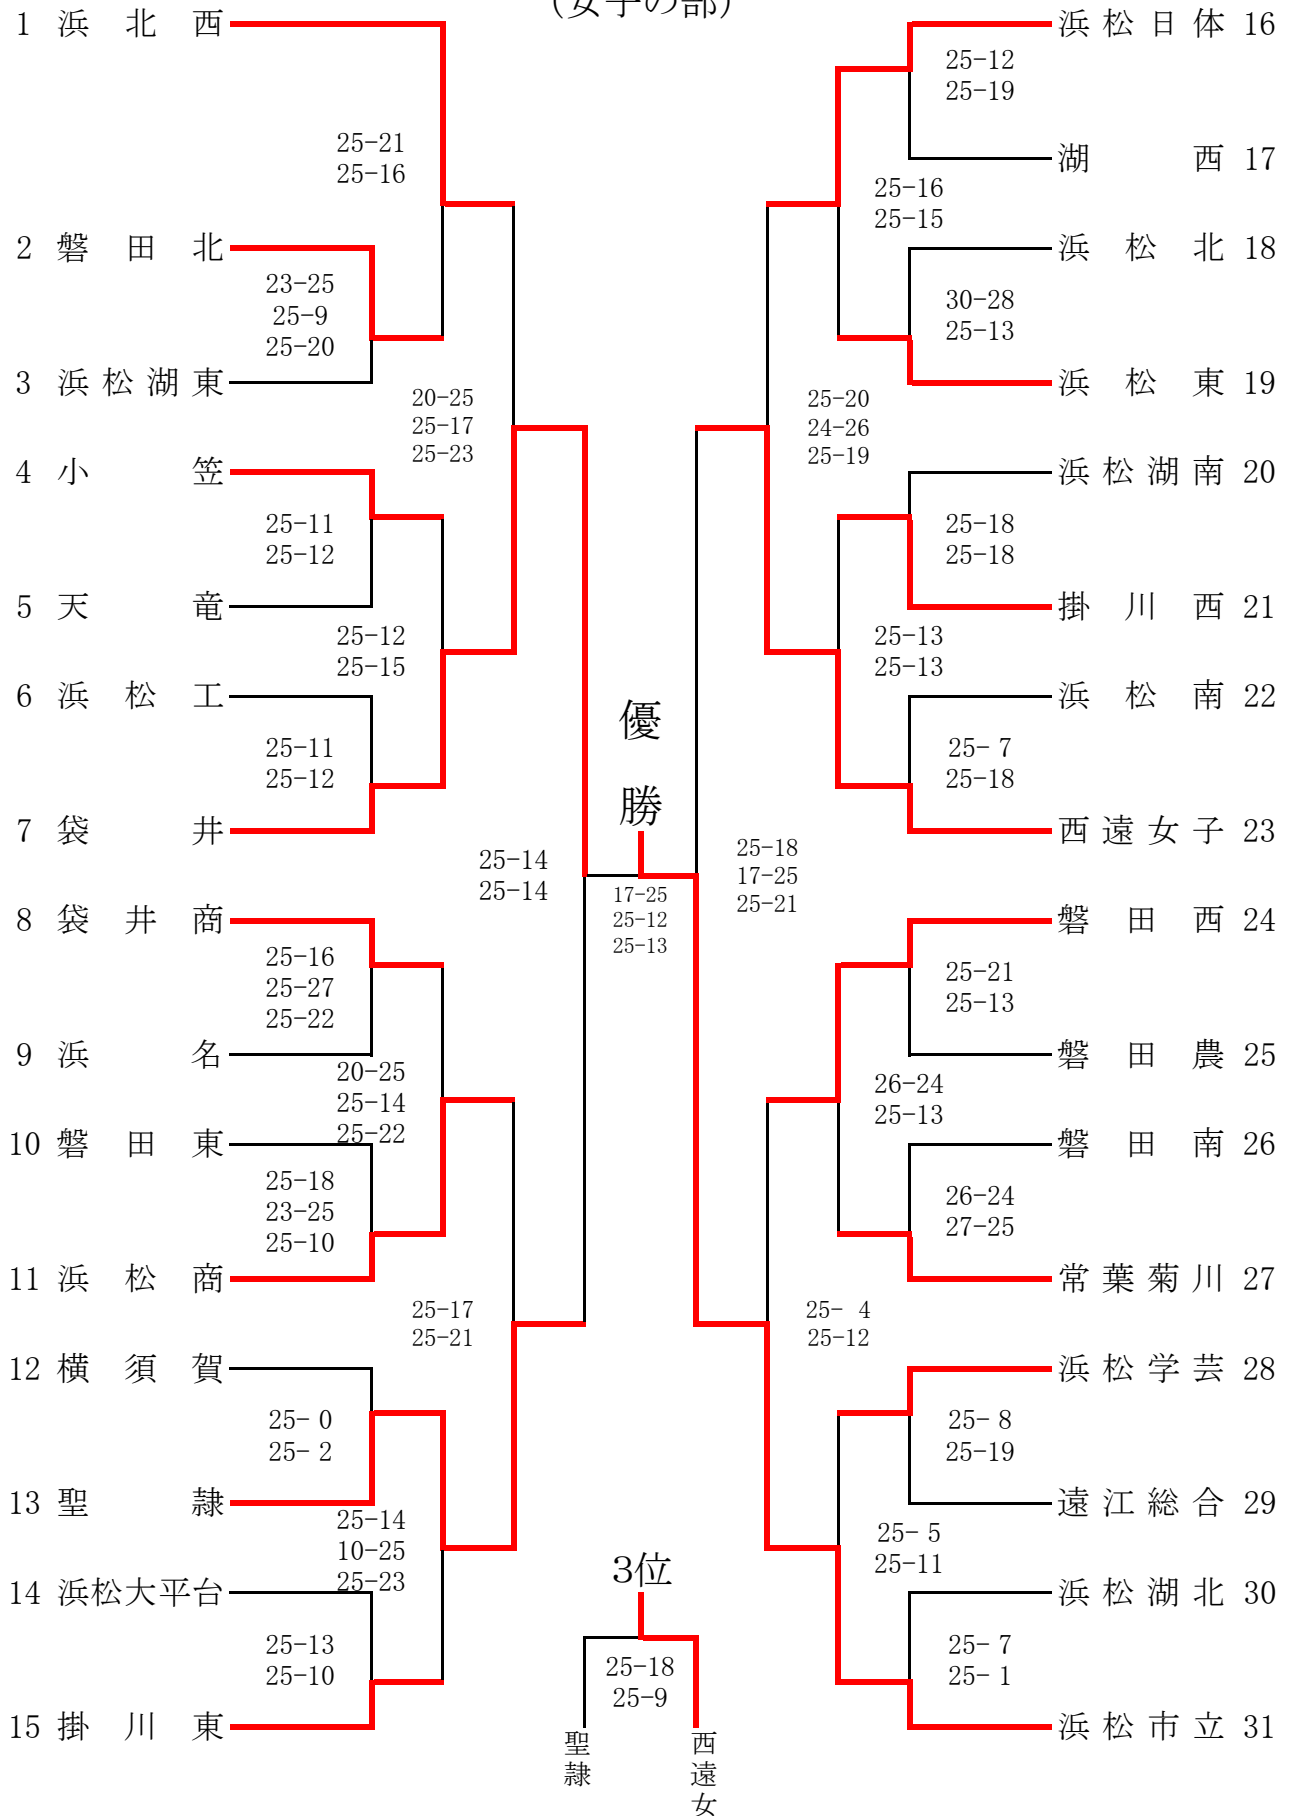 （女子の部）
1 浜北西
25-21
25-16
2 磐田北
23-25
25-9
25-20
3 浜松湖東
20-25
25-17
25-23
4 小笠
25-11
25-12
5 天竜
25-12
25-15
6 浜松工
25-11
25-12
7 袋井
25-14
25-14
8 袋井商
25-16
25-27
25-22
9 浜名
20-25
25-14
25-22
10 磐田東
25-18
23-25
25-10
11 浜松商
25-17
25-21
12 横須賀
25- 0
25- 2
13 聖隷
25-14
10-25
25-23
14 浜松大平台
25-13
25-10
15 掛川東
優
勝
17-25
25-12
25-13
3位
25-18
25-9
聖隷
西遠女
浜松日体 16
25-12
25-19
湖西 17
25-16
25-15
浜松北 18
30-28
25-13
浜松東 19
25-20
24-26
25-19
浜松湖南 20
25-18
25-18
掛川西 21
25-13
25-13
浜松南 22
25- 7
25-18
西遠女子 23
25-18
17-25
25-21
磐田西 24
25-21
25-13
磐田農 25
26-24
25-13
磐田南 26
26-24
27-25
常葉菊川 27
25- 4
25-12
浜松学芸 28
25- 8
25-19
遠江総合 29
25- 5
25-11
浜松湖北 30
25- 7
25- 1
浜松市立 31